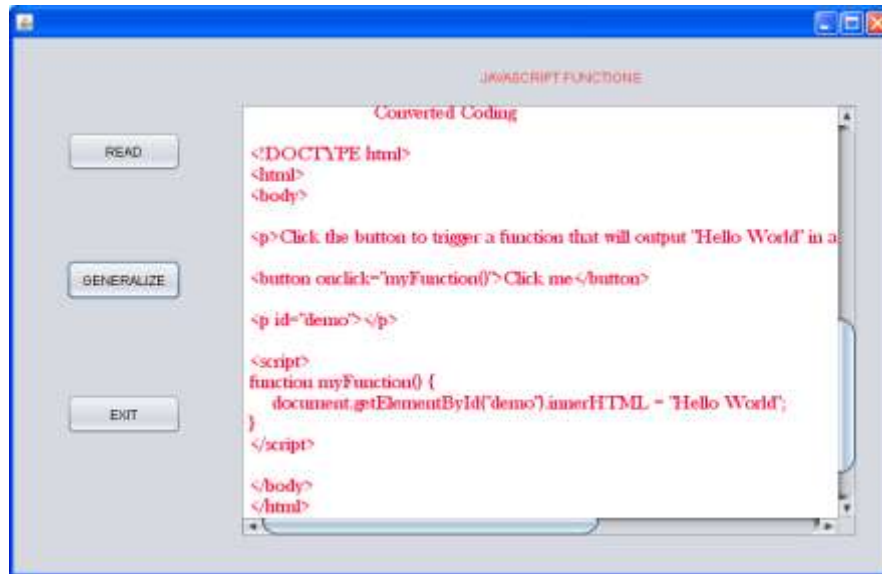 JAVASCRIPT FUNCTIONS
READ
GENERALIZE
EXIT
Converted Coding
<!DOCTYPE html>
<html>
<body>
<p>Click the button to trigger a function that will output "Hello World" in a
<button onclick="myFunction()">Click me</button>
<p id="demo"></p>
<script>
function myFunction() {
document.getElementById("demo").innerHTML = "Hello World";
}
</script>
</body>
</html>